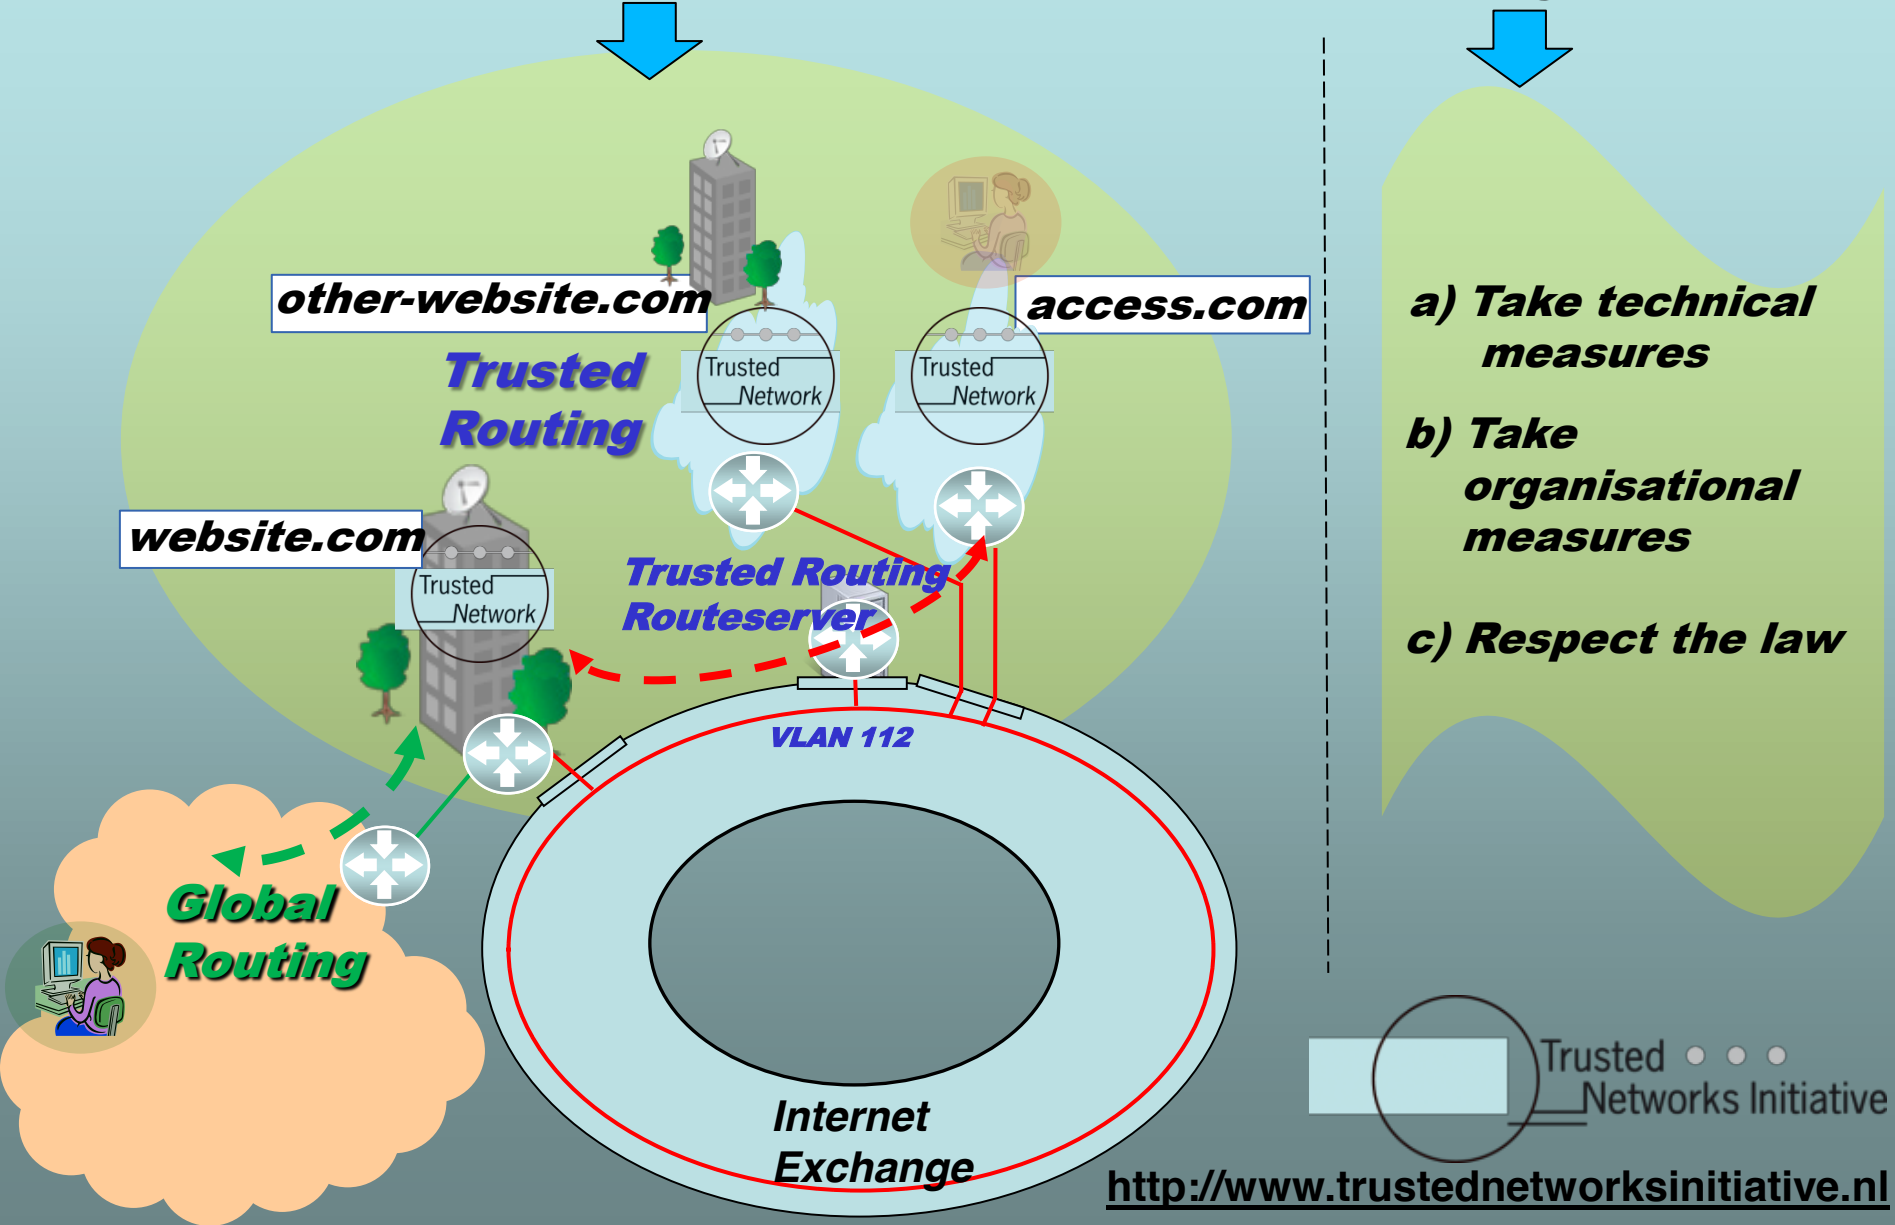 other-website.com
access.com
Trusted
Routing
Trusted
Network
Trusted
Network
website.com
Trusted
Network
Trusted Routing
Routeserver
VLAN 112
Global
Routing
Internet
Exchange
a) Take technical
measures
b) Take
organisational
measures
c) Respect the law
Trusted
Networks Initiative
http://www.trustednetworksinitiative.nl